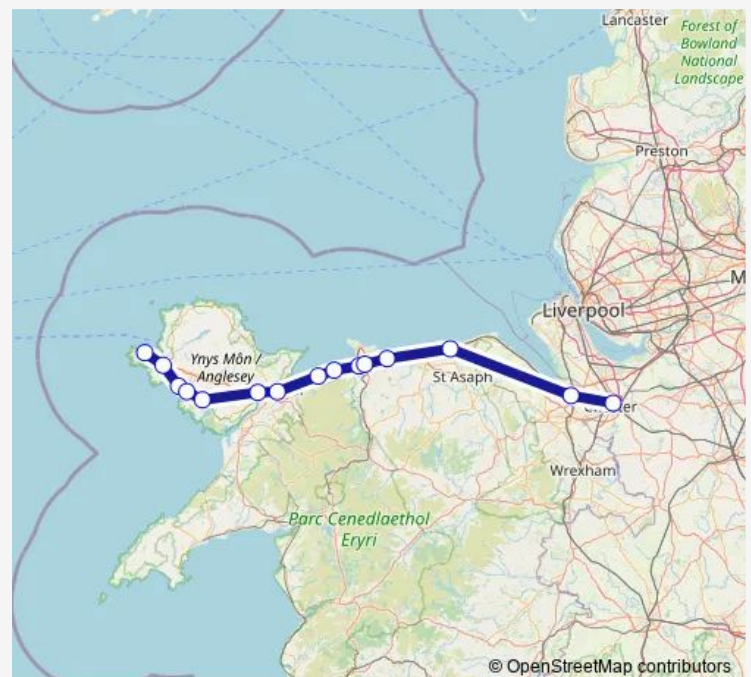 Lancaster
Forest of
Bowland
National
Landscape
Preston
M
Liverpool
Ynys Môn /
Anglesey
St Asaph
Wrexham
Parc Cenedlaethol
Eryri
© OpenStreetMap contributors